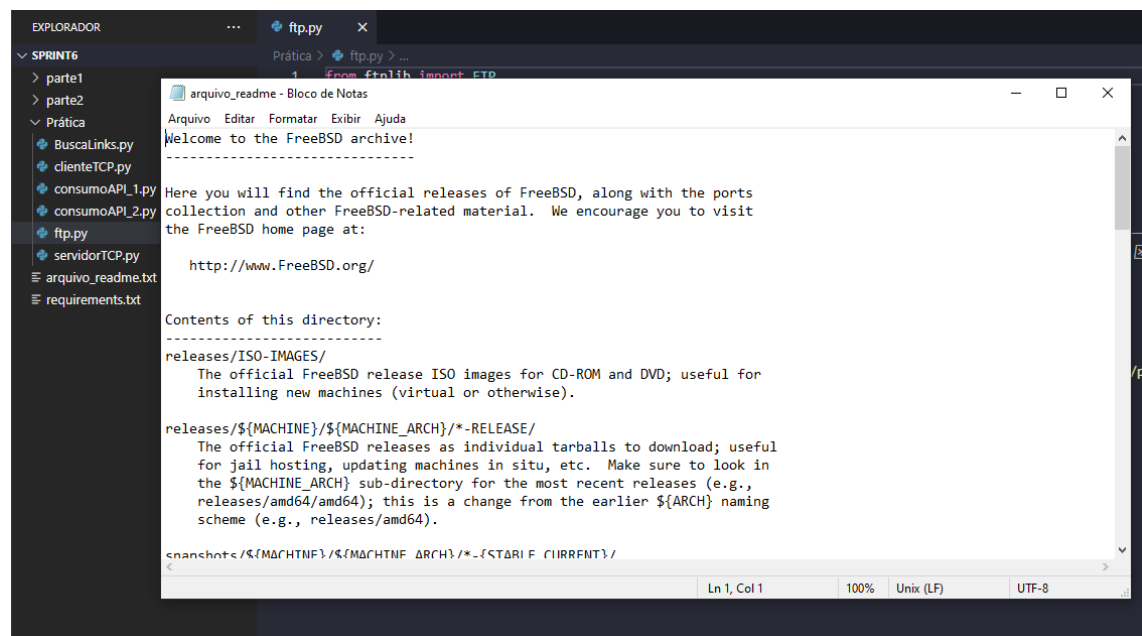 EXPLORADOR ...
ftp.py ×
SPRINT6
Prática > ftp.py > ...
> parte1
1 from ftplib import FTP
> parte2
Prática
BuscaLinks.py
clienteTCP.py
consumoAPI_1.py
consumoAPI_2.py
ftp.py
servidorTCP.py
arquivo_readme.txt
requirements.txt
arquivo_readme - Bloco de Notas
Arquivo Editar Formatar Exibir Ajuda
Welcome to the FreeBSD archive!
-------------------------------
Here you will find the official releases of FreeBSD, along with the ports
collection and other FreeBSD-related material.  We encourage you to visit
the FreeBSD home page at:
http://www.FreeBSD.org/
Contents of this directory:
---------------------------
releases/ISO-IMAGES/
The official FreeBSD release ISO images for CD-ROM and DVD; useful for
installing new machines (virtual or otherwise).
releases/${MACHINE}/${MACHINE_ARCH}/*-RELEASE/
The official FreeBSD releases as individual tarballs to download; useful
for jail hosting, updating machines in situ, etc.  Make sure to look in
the ${MACHINE_ARCH} sub-directory for the most recent releases (e.g.,
releases/amd64/amd64); this is a change from the earlier ${ARCH} naming
scheme (e.g., releases/amd64).
snapshots/${MACHINE}/${MACHINE_ARCH}/*-{STABLE,CURRENT}/
Ln 1, Col 1 100% Unix (LF) UTF-8